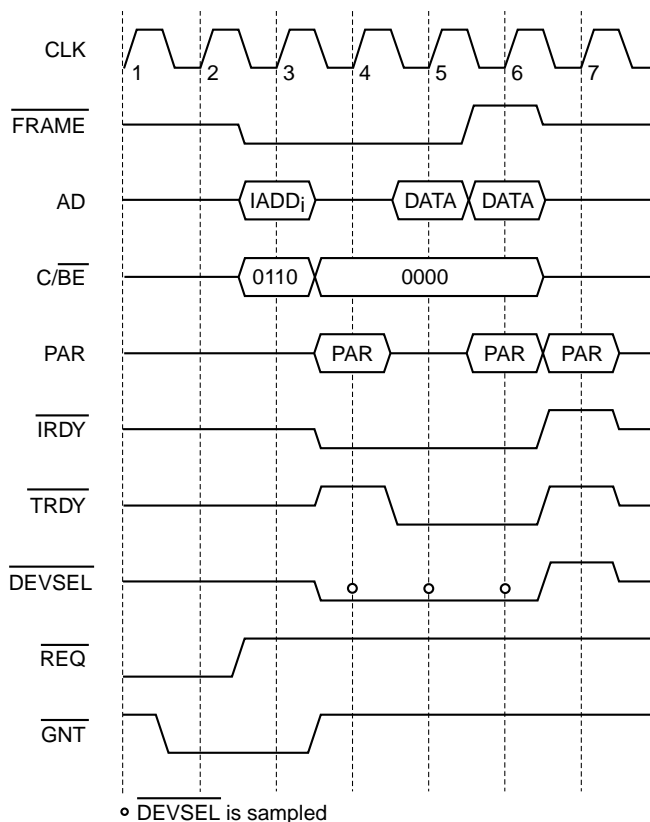 CLK
1 2 3 4 5 6 7
FRAME
AD
IADDi DATA DATA
C/BE
0110 0000
PAR
PAR PAR PAR
IRDY
TRDY
DEVSEL
REQ
GNT
DEVSEL is sampled